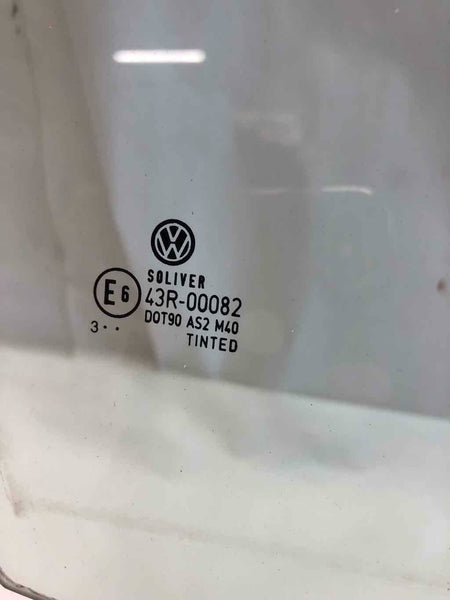 SOLIVER
E6 43R-00082
DOT90 AS2 M40
3··
TINTED